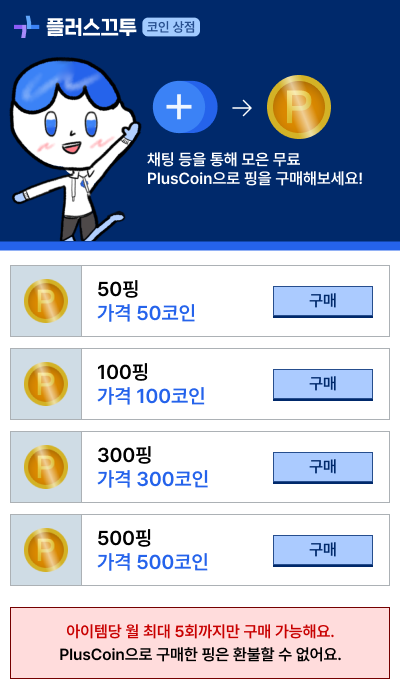 플러스끄투 코인 상점
P
채팅 등을 통해 모은 무료
PlusCoin으로 핑을 구매해보세요!
P
50핑
가격 50코인
구매
P
100핑
가격 100코인
구매
P
300핑
가격 300코인
구매
P
500핑
가격 500코인
구매
아이템당 월 최대 5회까지만 구매 가능해요.
PlusCoin으로 구매한 핑은 환불할 수 없어요.